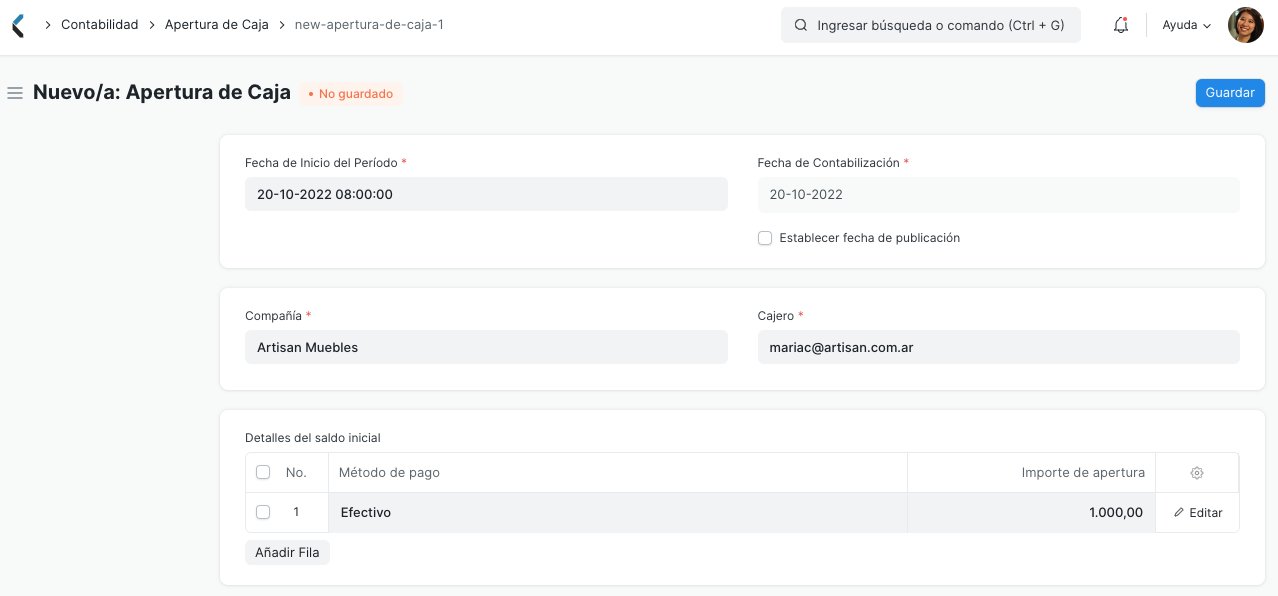 Contabilidad Apertura de Caja new-apertura-de-caja-1 Ingresar búsqueda o comando (Ctrl + G) Ayuda
Nuevo/a: Apertura de Caja • No guardado Guardar
Fecha de Inicio del Período * Fecha de Contabilización *
20-10-2022 08:00:00 20-10-2022
Establecer fecha de publicación
Compañía * Cajero *
Artisan Muebles mariac@artisan.com.ar
Detalles del saldo inicial
No. Método de pago Importe de apertura
1 Efectivo 1.000,00 Editar
Añadir Fila